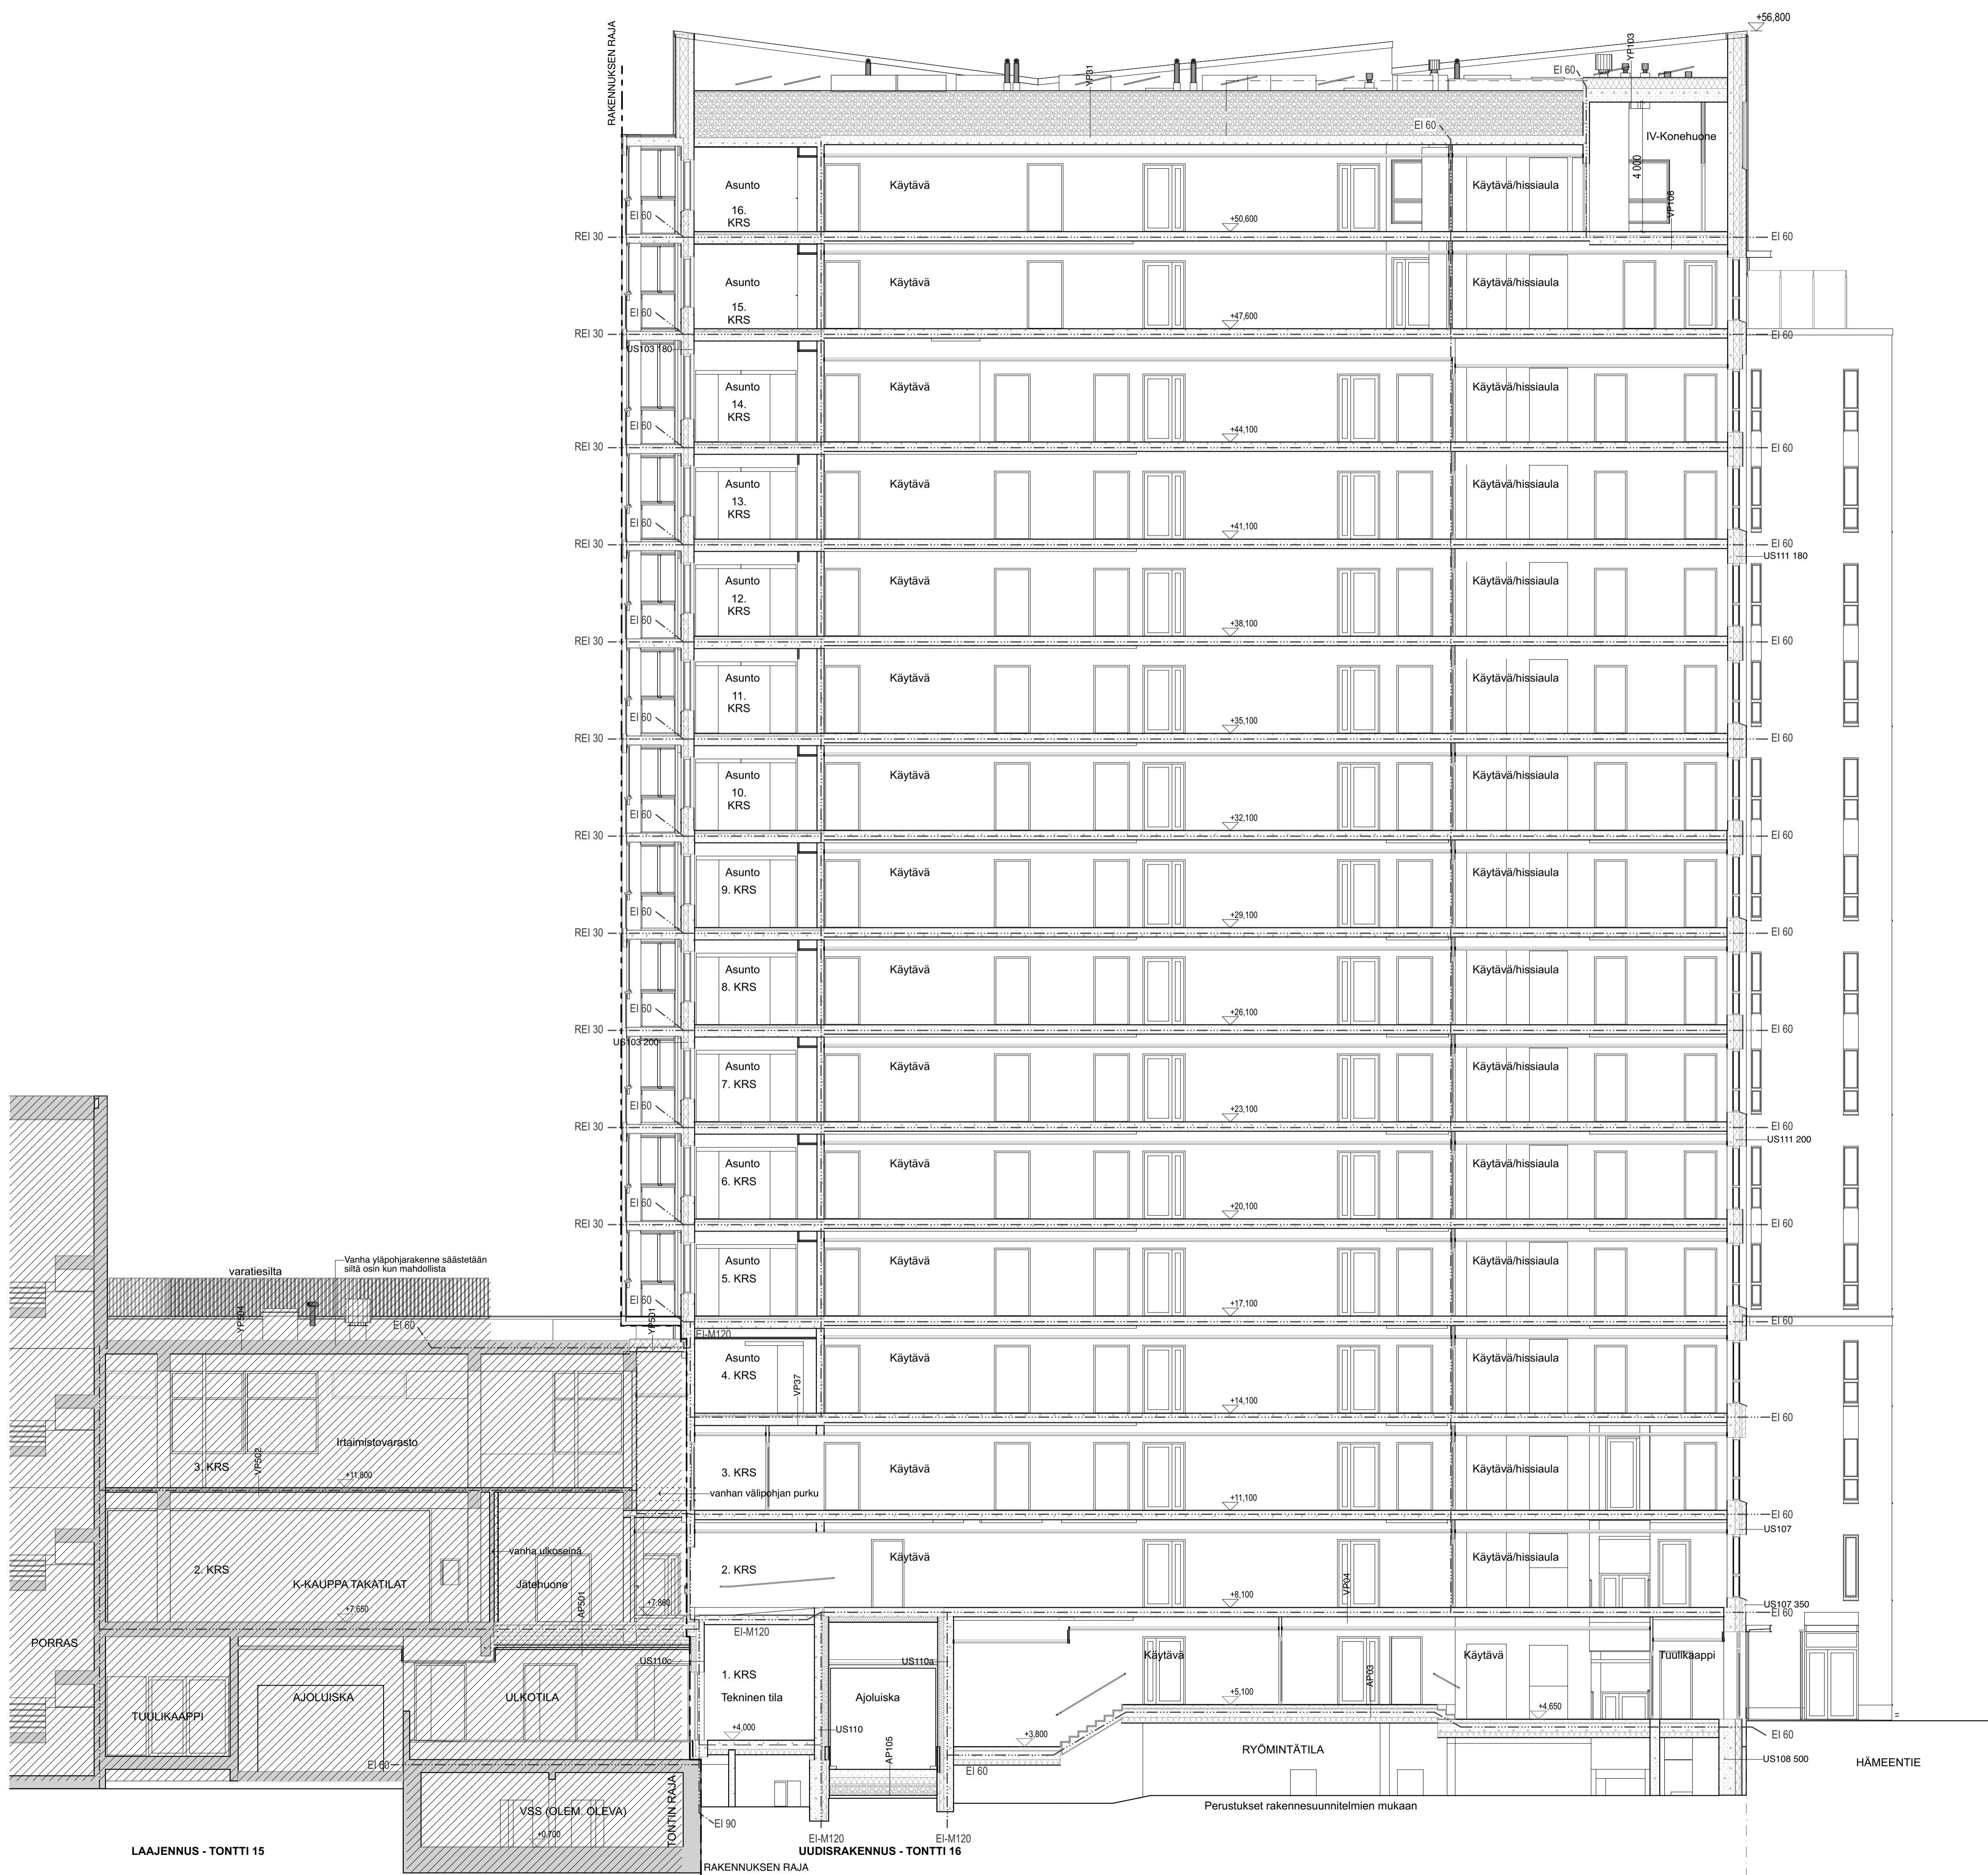 RAKENNUKSEN RAJA
+56,800
YP31
YP103
EI 60
EI 60
IV-Konehuone
4 000
VP106
Asunto
16.
KRS
Käytävä
Käytävä/hissiaula
EI 60
+50,600
REI 30
EI 60
Asunto
15.
KRS
Käytävä
Käytävä/hissiaula
EI 60
+47,600
REI 30
EI 60
US103 180
Asunto
14.
KRS
Käytävä
Käytävä/hissiaula
EI 60
+44,100
REI 30
EI 60
Asunto
13.
KRS
Käytävä
Käytävä/hissiaula
EI 60
+41,100
REI 30
EI 60
US111 180
Asunto
12.
KRS
Käytävä
Käytävä/hissiaula
EI 60
+38,100
REI 30
EI 60
Asunto
11.
KRS
Käytävä
Käytävä/hissiaula
EI 60
+35,100
REI 30
EI 60
Asunto
10.
KRS
Käytävä
Käytävä/hissiaula
EI 60
+32,100
REI 30
EI 60
Asunto
9. KRS
Käytävä
Käytävä/hissiaula
EI 60
+29,100
REI 30
EI 60
Asunto
8. KRS
Käytävä
Käytävä/hissiaula
EI 60
+26,100
REI 30
EI 60
US103 200
Asunto
7. KRS
Käytävä
Käytävä/hissiaula
EI 60
+23,100
REI 30
EI 60
US111 200
Asunto
6. KRS
Käytävä
Käytävä/hissiaula
EI 60
+20,100
REI 30
EI 60
Asunto
5. KRS
Käytävä
Käytävä/hissiaula
EI 60
+17,100
EI 60
varatiesilta
Vanha yläpohjarakenne säästetään
siltä osin kun mahdollista
YP504
EI 60
YP501
EI-M120
Asunto
4. KRS
VP37
Käytävä
Käytävä/hissiaula
+14,100
EI 60
Irtaimistovarasto
3. KRS
VP502
+11,800
3. KRS
vanhan välipohjan purku
Käytävä
Käytävä/hissiaula
+11,100
EI 60
US107
2. KRS
K-KAUPPA TAKATILAT
+7,650
vanha ulkoseinä
Jätehuone
AP501
+7,860
2. KRS
Käytävä
Käytävä/hissiaula
+8,100
VP04
US107 350
EI 60
PORRAS
TUULIKAAPPI
AJOLUISKA
ULKOTILA
EI-M120
US110c
1. KRS
Tekninen tila
+4,000
US110
US110a
Ajoluiska
AP105
+3,800
EI 60
Käytävä
+5,100
AP03
Käytävä
+4,650
Tuulikaappi
EI 60
US108 500
HÄMEENTIE
RYÖMINTÄTILA
Perustukset rakennesuunnitelmien mukaan
EI 60
VSS (OLEM. OLEVA)
+0,700
TONTIN RAJA
EI 90
EI-M120
EI-M120
LAAJENNUS - TONTTI 15
UUDISRAKENNUS - TONTTI 16
RAKENNUKSEN RAJA